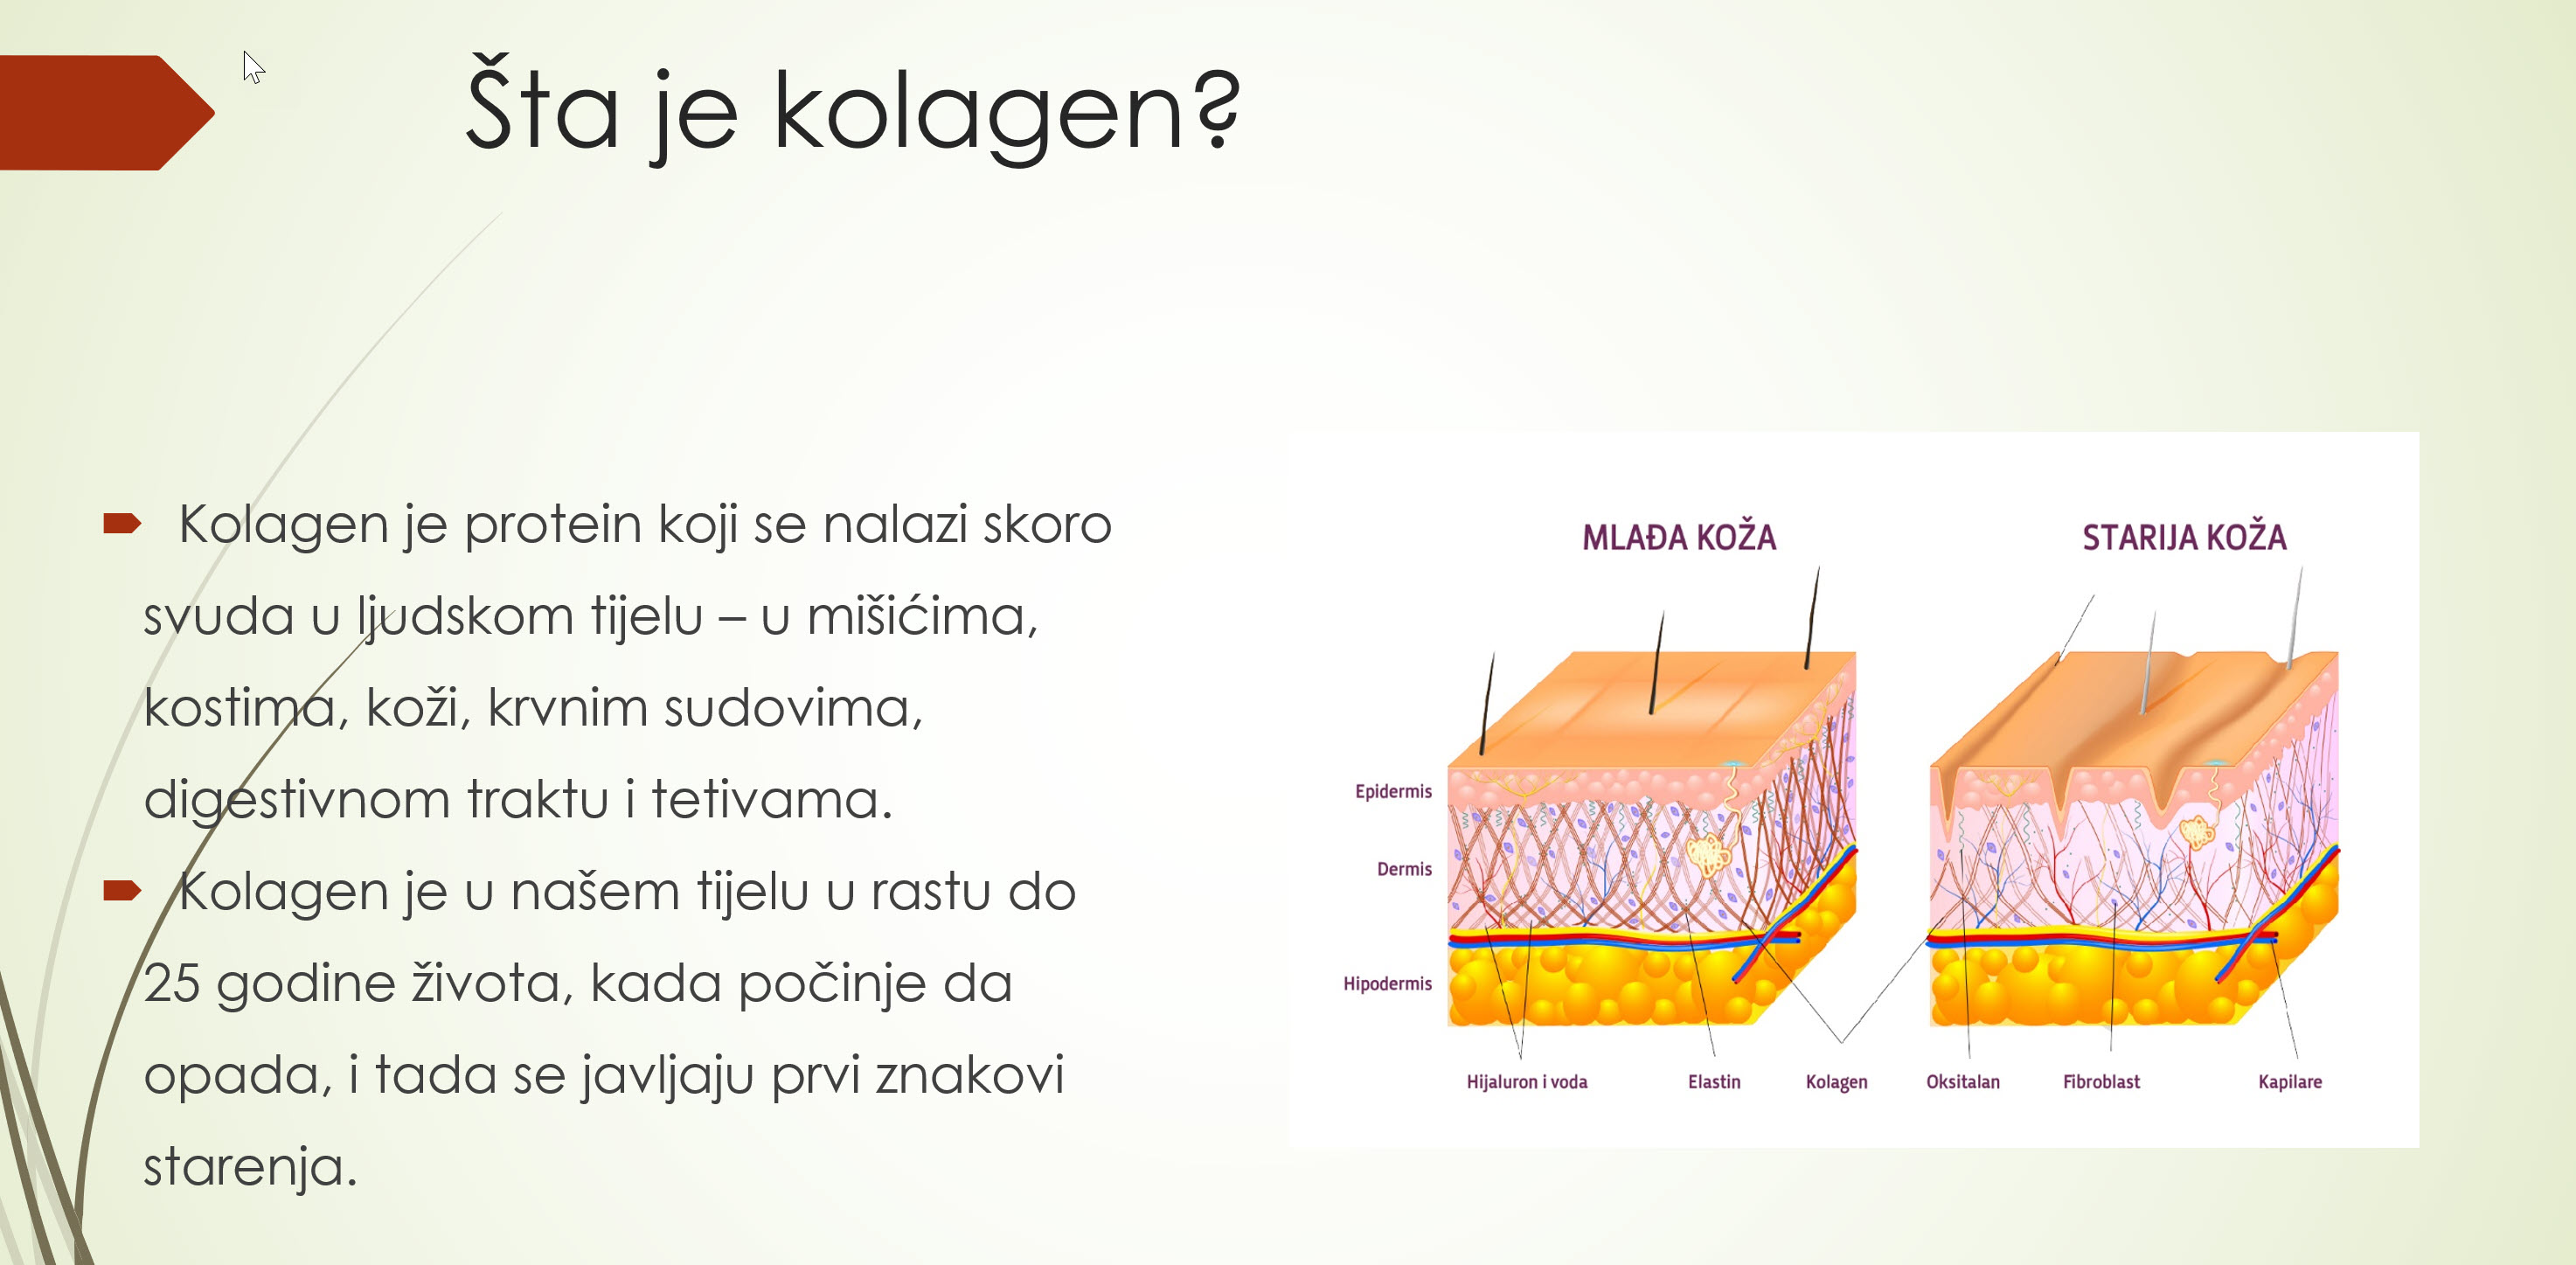 Šta je kolagen?
Kolagen je protein koji se nalazi skoro
svuda u ljudskom tijelu – u mišićima,
kostima, koži, krvnim sudovima,
digestivnom traktu i tetivama.
Kolagen je u našem tijelu u rastu do
25 godine života, kada počinje da
opada, i tada se javljaju prvi znakovi
starenja.
MLAĐA KOŽA
STARIJA KOŽA
Epidermis
Dermis
Hipodermis
Hijaluron i voda
Elastin
Kolagen
Oksitalan
Fibroblast
Kapilare